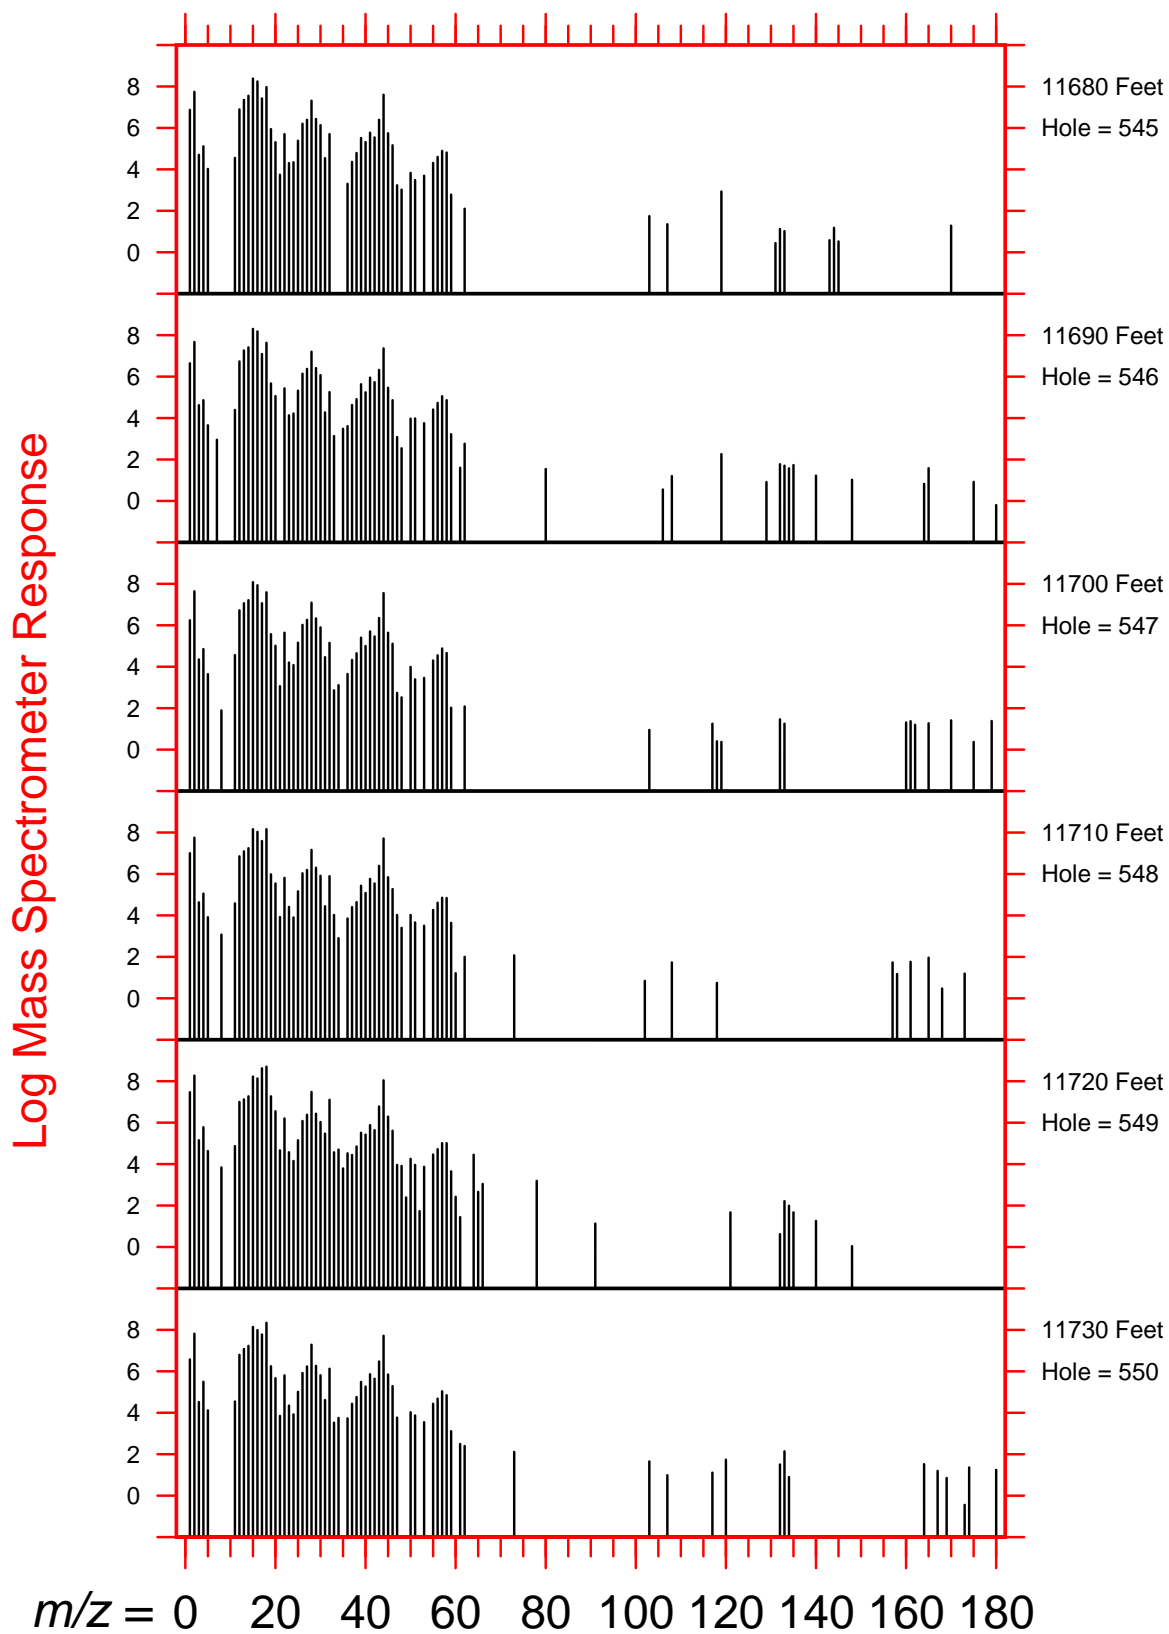 8
6
4
2
0
11680 Feet
Hole = 545
8
6
4
2
0
11690 Feet
Hole = 546
8
6
4
2
0
11700 Feet
Hole = 547
8
6
4
2
0
11710 Feet
Hole = 548
8
6
4
2
0
11720 Feet
Hole = 549
8
6
4
2
0
11730 Feet
Hole = 550
Log Mass Spectrometer Response
m/z = 0 20 40 60 80 100 120 140 160 180